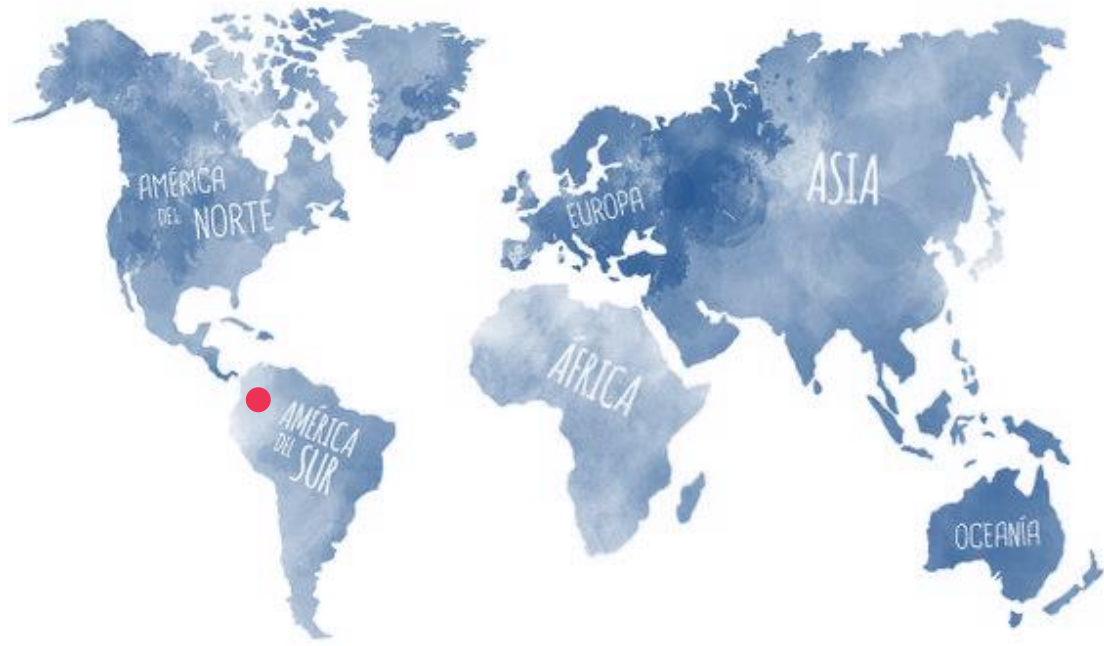 AMÉRICA
DEL NORTE
EUROPA
ASIA
ÁFRICA
AMÉRICA
DEL
SUR
OCEANÍA